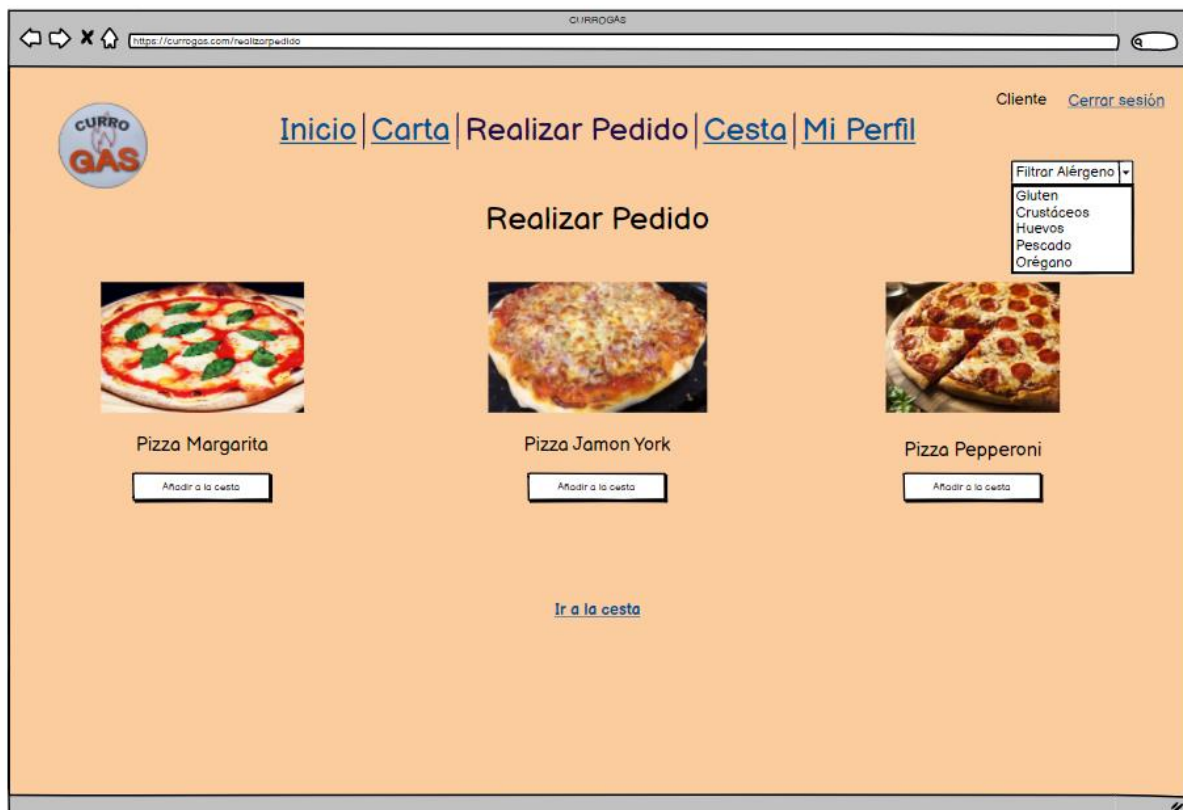 CURROGÁS
https://currogas.com/realizarpedido
Cliente Cerrar sesión
CURRO
GAS
Inicio|Carta|Realizar Pedido|Cesta|Mi Perfil
Filtrar Alérgeno
Gluten
Crustáceos
Huevos
Pescado
Orégano
Realizar Pedido
Pizza Margarita
Pizza Jamon York
Pizza Pepperoni
Añadir a la cesta
Añadir a la cesta
Añadir a la cesta
Ir a la cesta